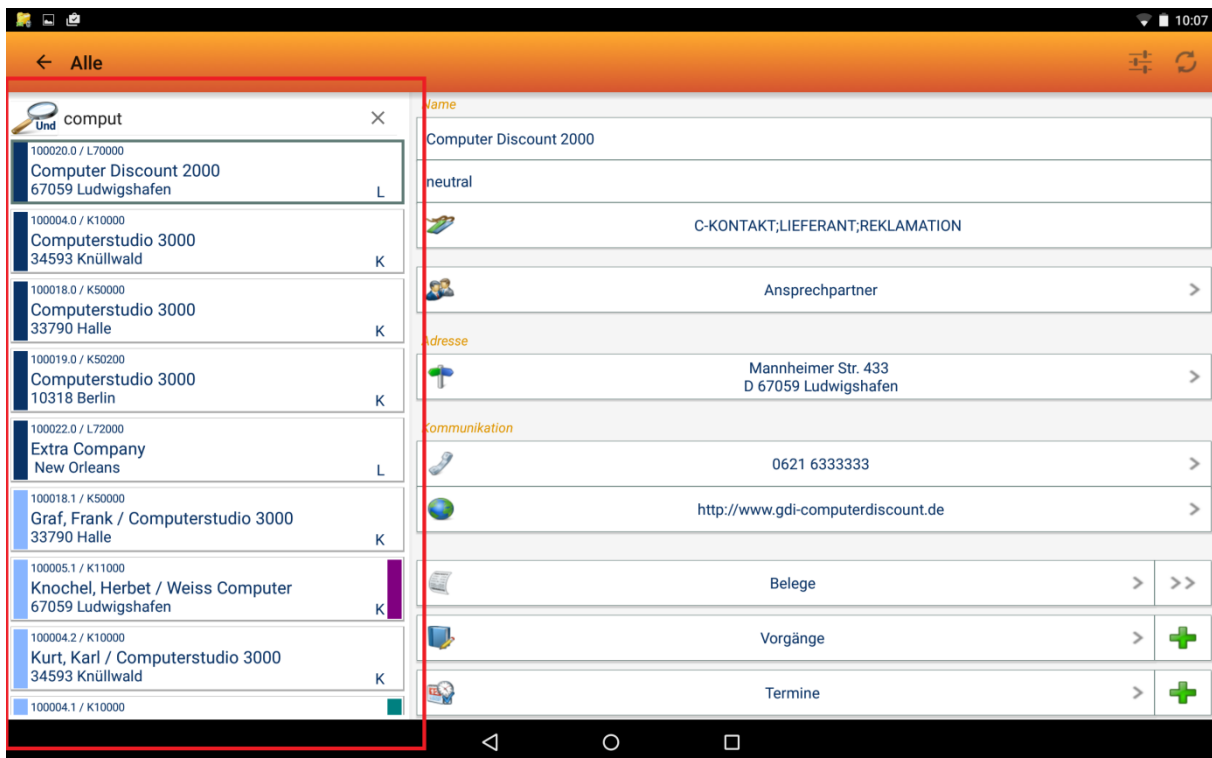 10:07
Alle
Und comput
100020.0 / L70000
Computer Discount 2000
67059 Ludwigshafen
L
100004.0 / K10000
Computerstudio 3000
34593 Knüllwald
K
100018.0 / K50000
Computerstudio 3000
33790 Halle
K
100019.0 / K50200
Computerstudio 3000
10318 Berlin
K
100022.0 / L72000
Extra Company
New Orleans
L
100018.1 / K50000
Graf, Frank / Computerstudio 3000
33790 Halle
K
100005.1 / K11000
Knochel, Herbet / Weiss Computer
67059 Ludwigshafen
K
100004.2 / K10000
Kurt, Karl / Computerstudio 3000
34593 Knüllwald
K
100004.1 / K10000
Name
Computer Discount 2000
neutral
C-KONTAKT;LIEFERANT;REKLAMATION
Ansprechpartner
Adresse
Mannheimer Str. 433
D 67059 Ludwigshafen
Kommunikation
0621 6333333
http://www.gdi-computerdiscount.de
Belege
Vorgänge
Termine